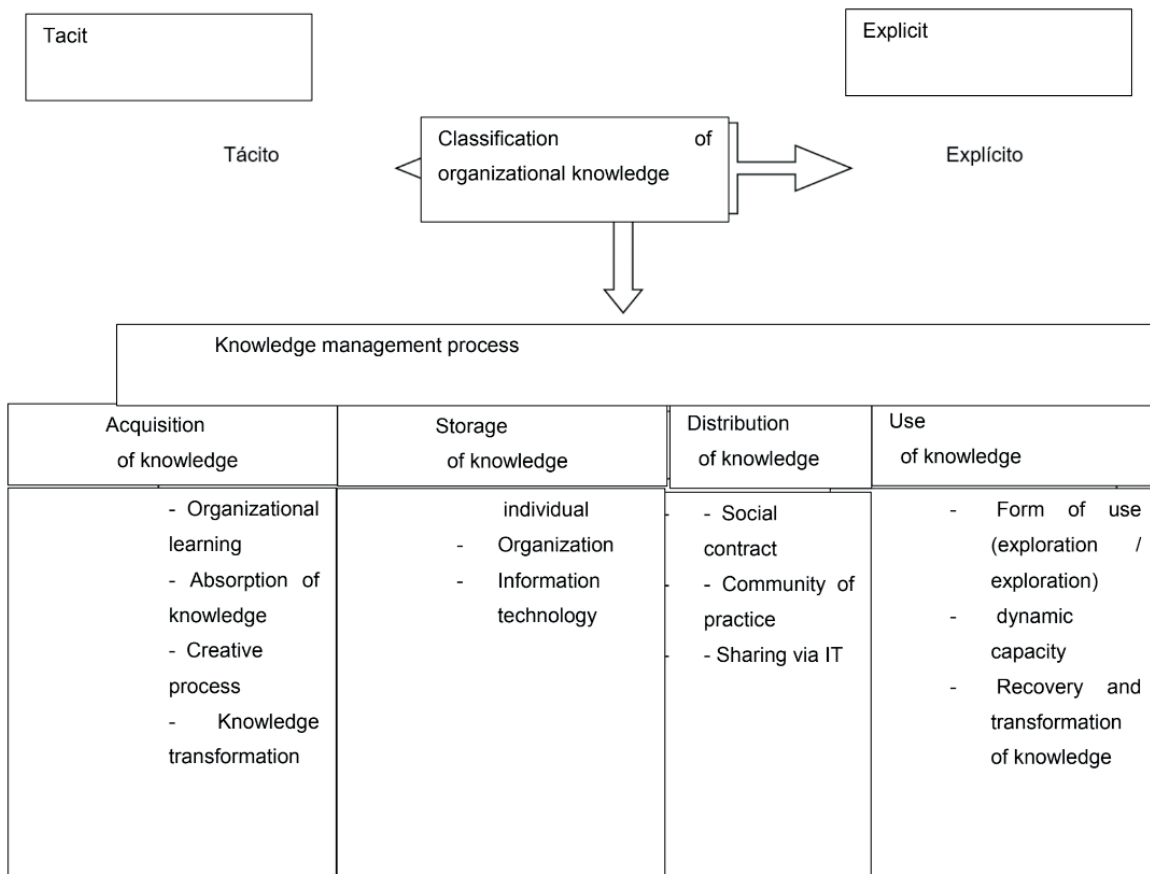 Tacit
Explicit
Tácito
Classification of
organizational knowledge
Explícito
Knowledge management process
Acquisition
of knowledge
Storage
of knowledge
Distribution
of knowledge
Use
of knowledge
- Organizational
learning
- Absorption of
knowledge
- Creative
process
- Knowledge
transformation
individual
- Organization
- Information
technology
- - Social
contract
- - Community of
practice
- - Sharing via IT
- Form of use
(exploration /
exploration)
- dynamic
capacity
- Recovery and
transformation
of knowledge